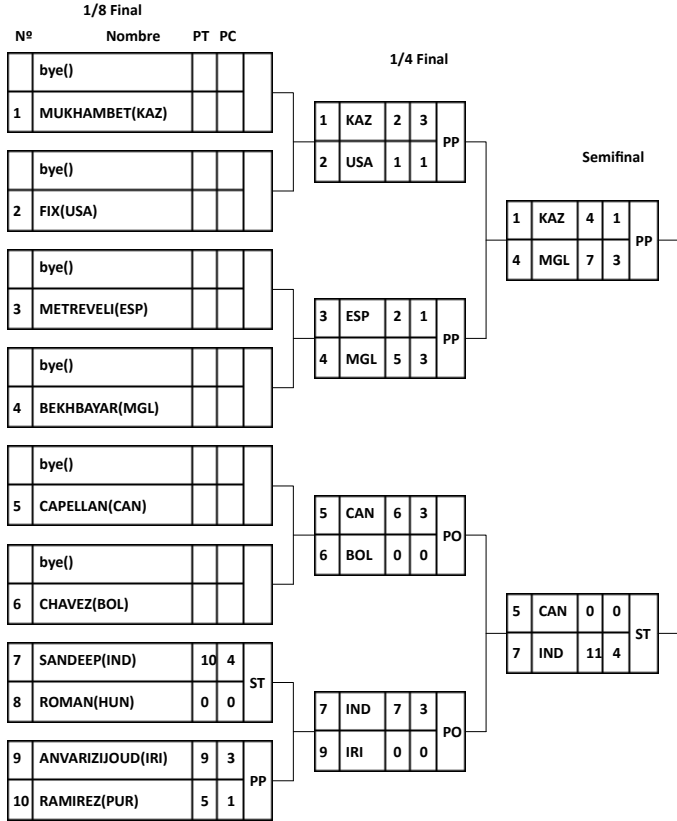 1/8 Final
Nº Nombre PT PC
bye()
1 MUKHAMBET(KAZ)
bye()
2 FIX(USA)
bye()
3 METREVELI(ESP)
bye()
4 BEKHBAYAR(MGL)
bye()
5 CAPELLAN(CAN)
bye()
6 CHAVEZ(BOL)
7 SANDEEP(IND) 10 4
ST
8 ROMAN(HUN) 0 0
9 ANVARIZIJOUD(IRI) 9 3
PP
10 RAMIREZ(PUR) 5 1
1/4 Final
1 KAZ 2 3
PP
2 USA 1 1
3 ESP 2 1
PP
4 MGL 5 3
5 CAN 6 3
PO
6 BOL 0 0
7 IND 7 3
PO
9 IRI 0 0
Semifinal
1 KAZ 4 1
PP
4 MGL 7 3
5 CAN 0 0
ST
7 IND 11 4